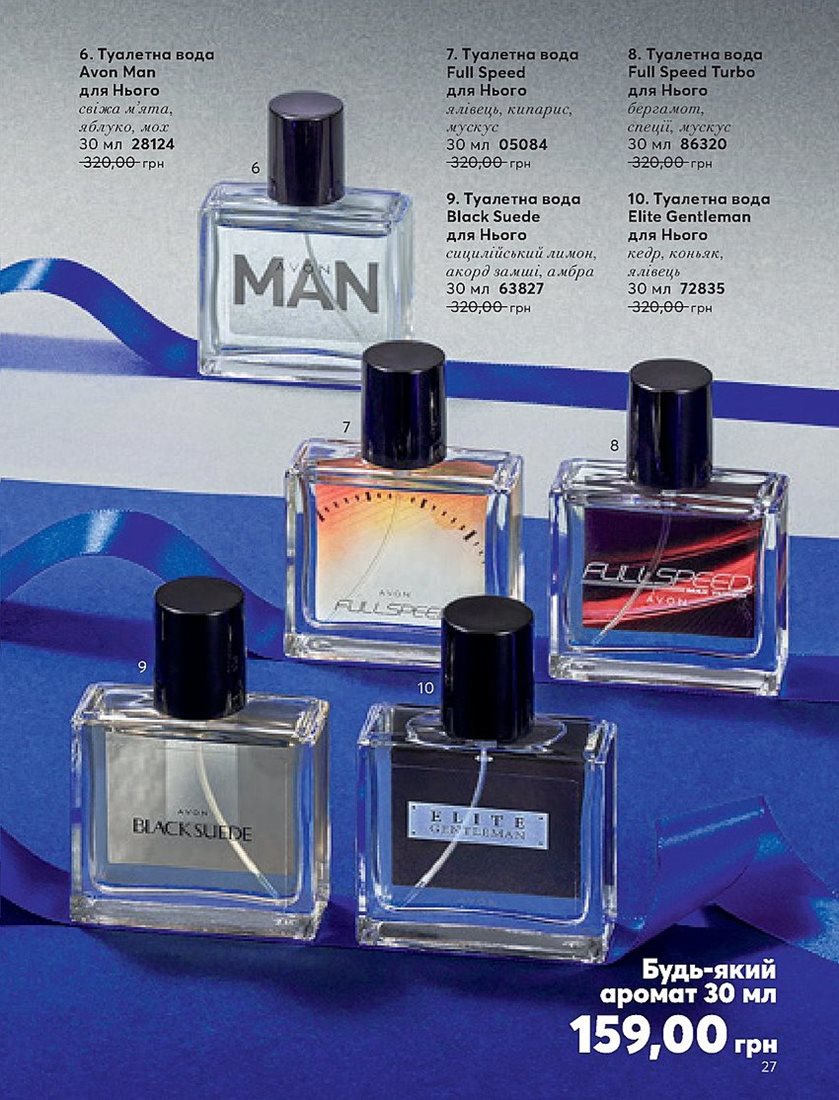 6. Туалетна вода
Avon Man
для Нього
свіжа м'ята,
яблуко, мох
30 мл 28124
320,00 грн
7. Туалетна вода
Full Speed
для Нього
ялівець, кипарис,
мускус
30 мл 05084
320,00 грн
8. Туалетна вода
Full Speed Turbo
для Нього
бергамот,
спеції, мускус
30 мл 86320
320,00 грн
9. Туалетна вода
Black Suede
для Нього
сицилійський лимон,
акорд замші, амбра
30 мл 63827
320,00 грн
10. Туалетна вода
Elite Gentleman
для Нього
кедр, коньяк,
ялівець
30 мл 72835
320,00 грн
6
AVON
MAN
7
AVON
FULL SPEED
8
FULL SPEED
MAX TURBO
AVON
9
AVON
BLACK SUEDE
10
ELITE
GENTLEMAN
Будь-який
аромат 30 мл
159,00 грн
27